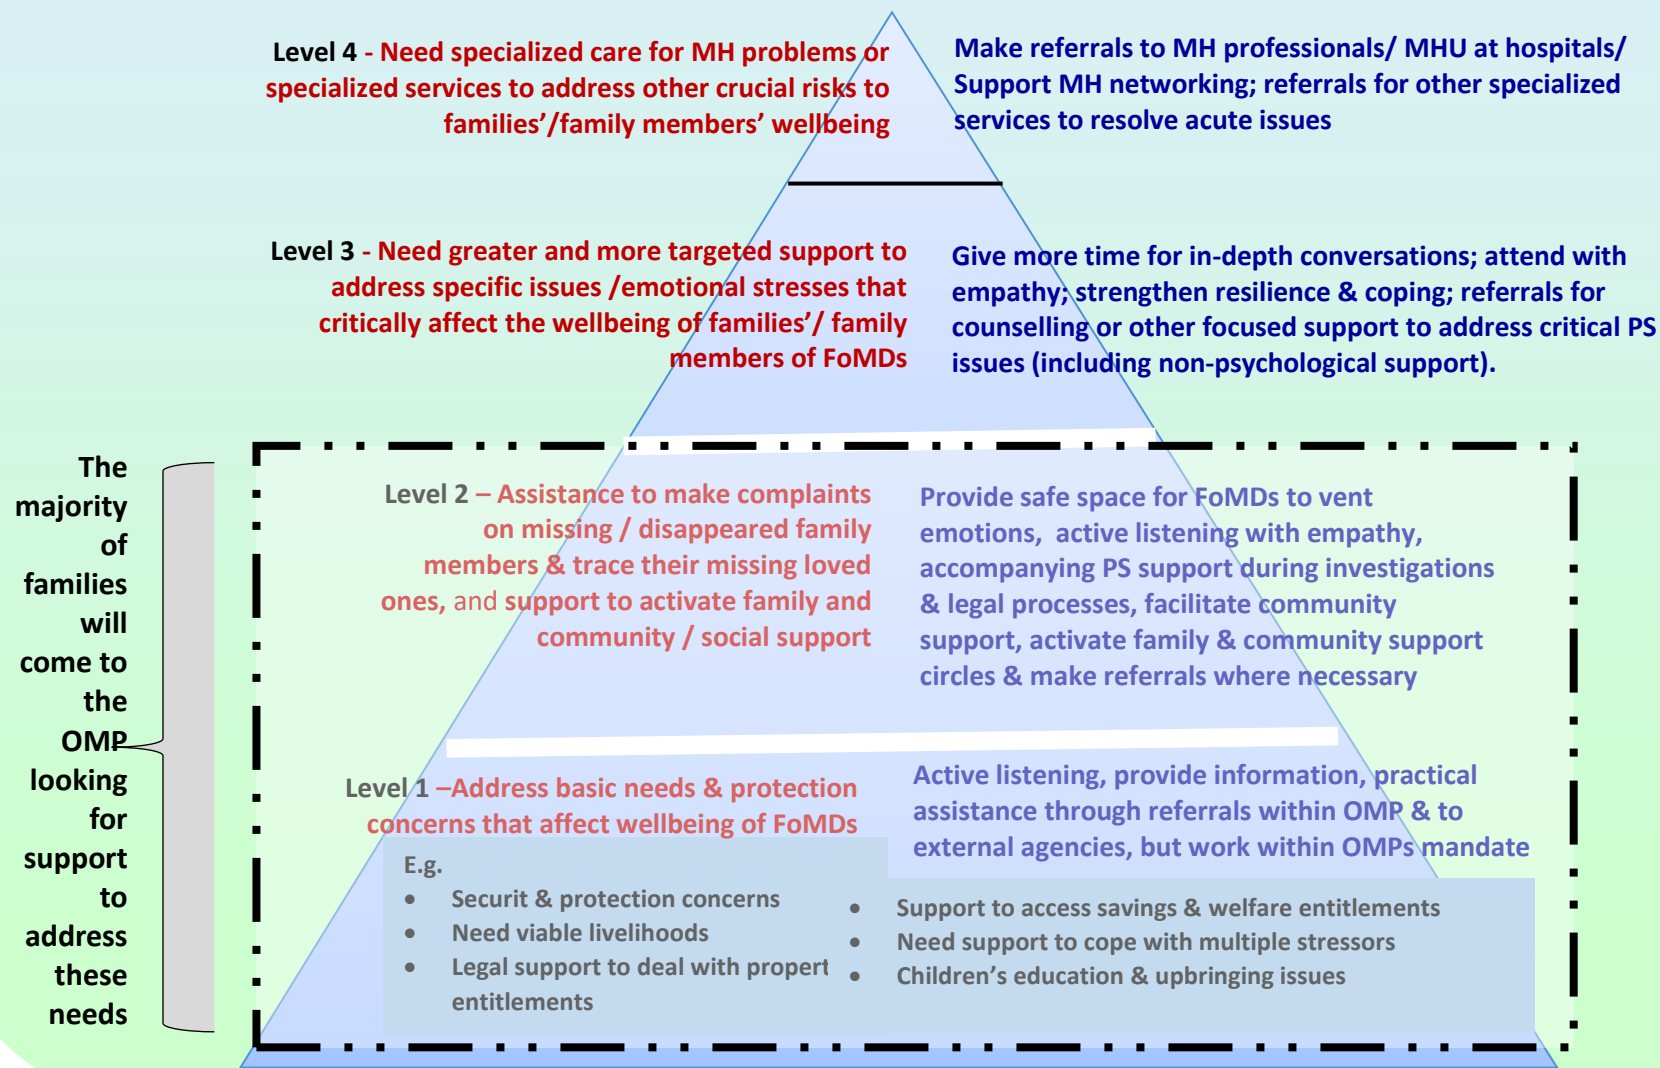 Level 4 - Need specialized care for MH problems or
specialized services to address other crucial risks to
families’/family members’ wellbeing
Make referrals to MH professionals/ MHU at hospitals/
Support MH networking; referrals for other specialized
services to resolve acute issues
Level 3 - Need greater and more targeted support to
address specific issues /emotional stresses that
critically affect the wellbeing of families’/ family
members of FoMDs
Give more time for in-depth conversations; attend with
empathy; strengthen resilience & coping; referrals for
counselling or other focused support to address critical PS
issues (including non-psychological support).
The
majority
of
families
will
come to
the
OMP
looking
for
support
to
address
these
needs
Level 2 – Assistance to make complaints
on missing / disappeared family
members & trace their missing loved
ones, and support to activate family and
community / social support
Provide safe space for FoMDs to vent
emotions, active listening with empathy,
accompanying PS support during investigations
& legal processes, facilitate community
support, activate family & community support
circles & make referrals where necessary
Level 1 –Address basic needs & protection
concerns that affect wellbeing of FoMDs
Active listening, provide information, practical
assistance through referrals within OMP & to
external agencies, but work within OMPs mandate
E.g.
• Securit & protection concerns
• Need viable livelihoods
• Legal support to deal with propert
entitlements
• Support to access savings & welfare entitlements
• Need support to cope with multiple stressors
• Children’s education & upbringing issues